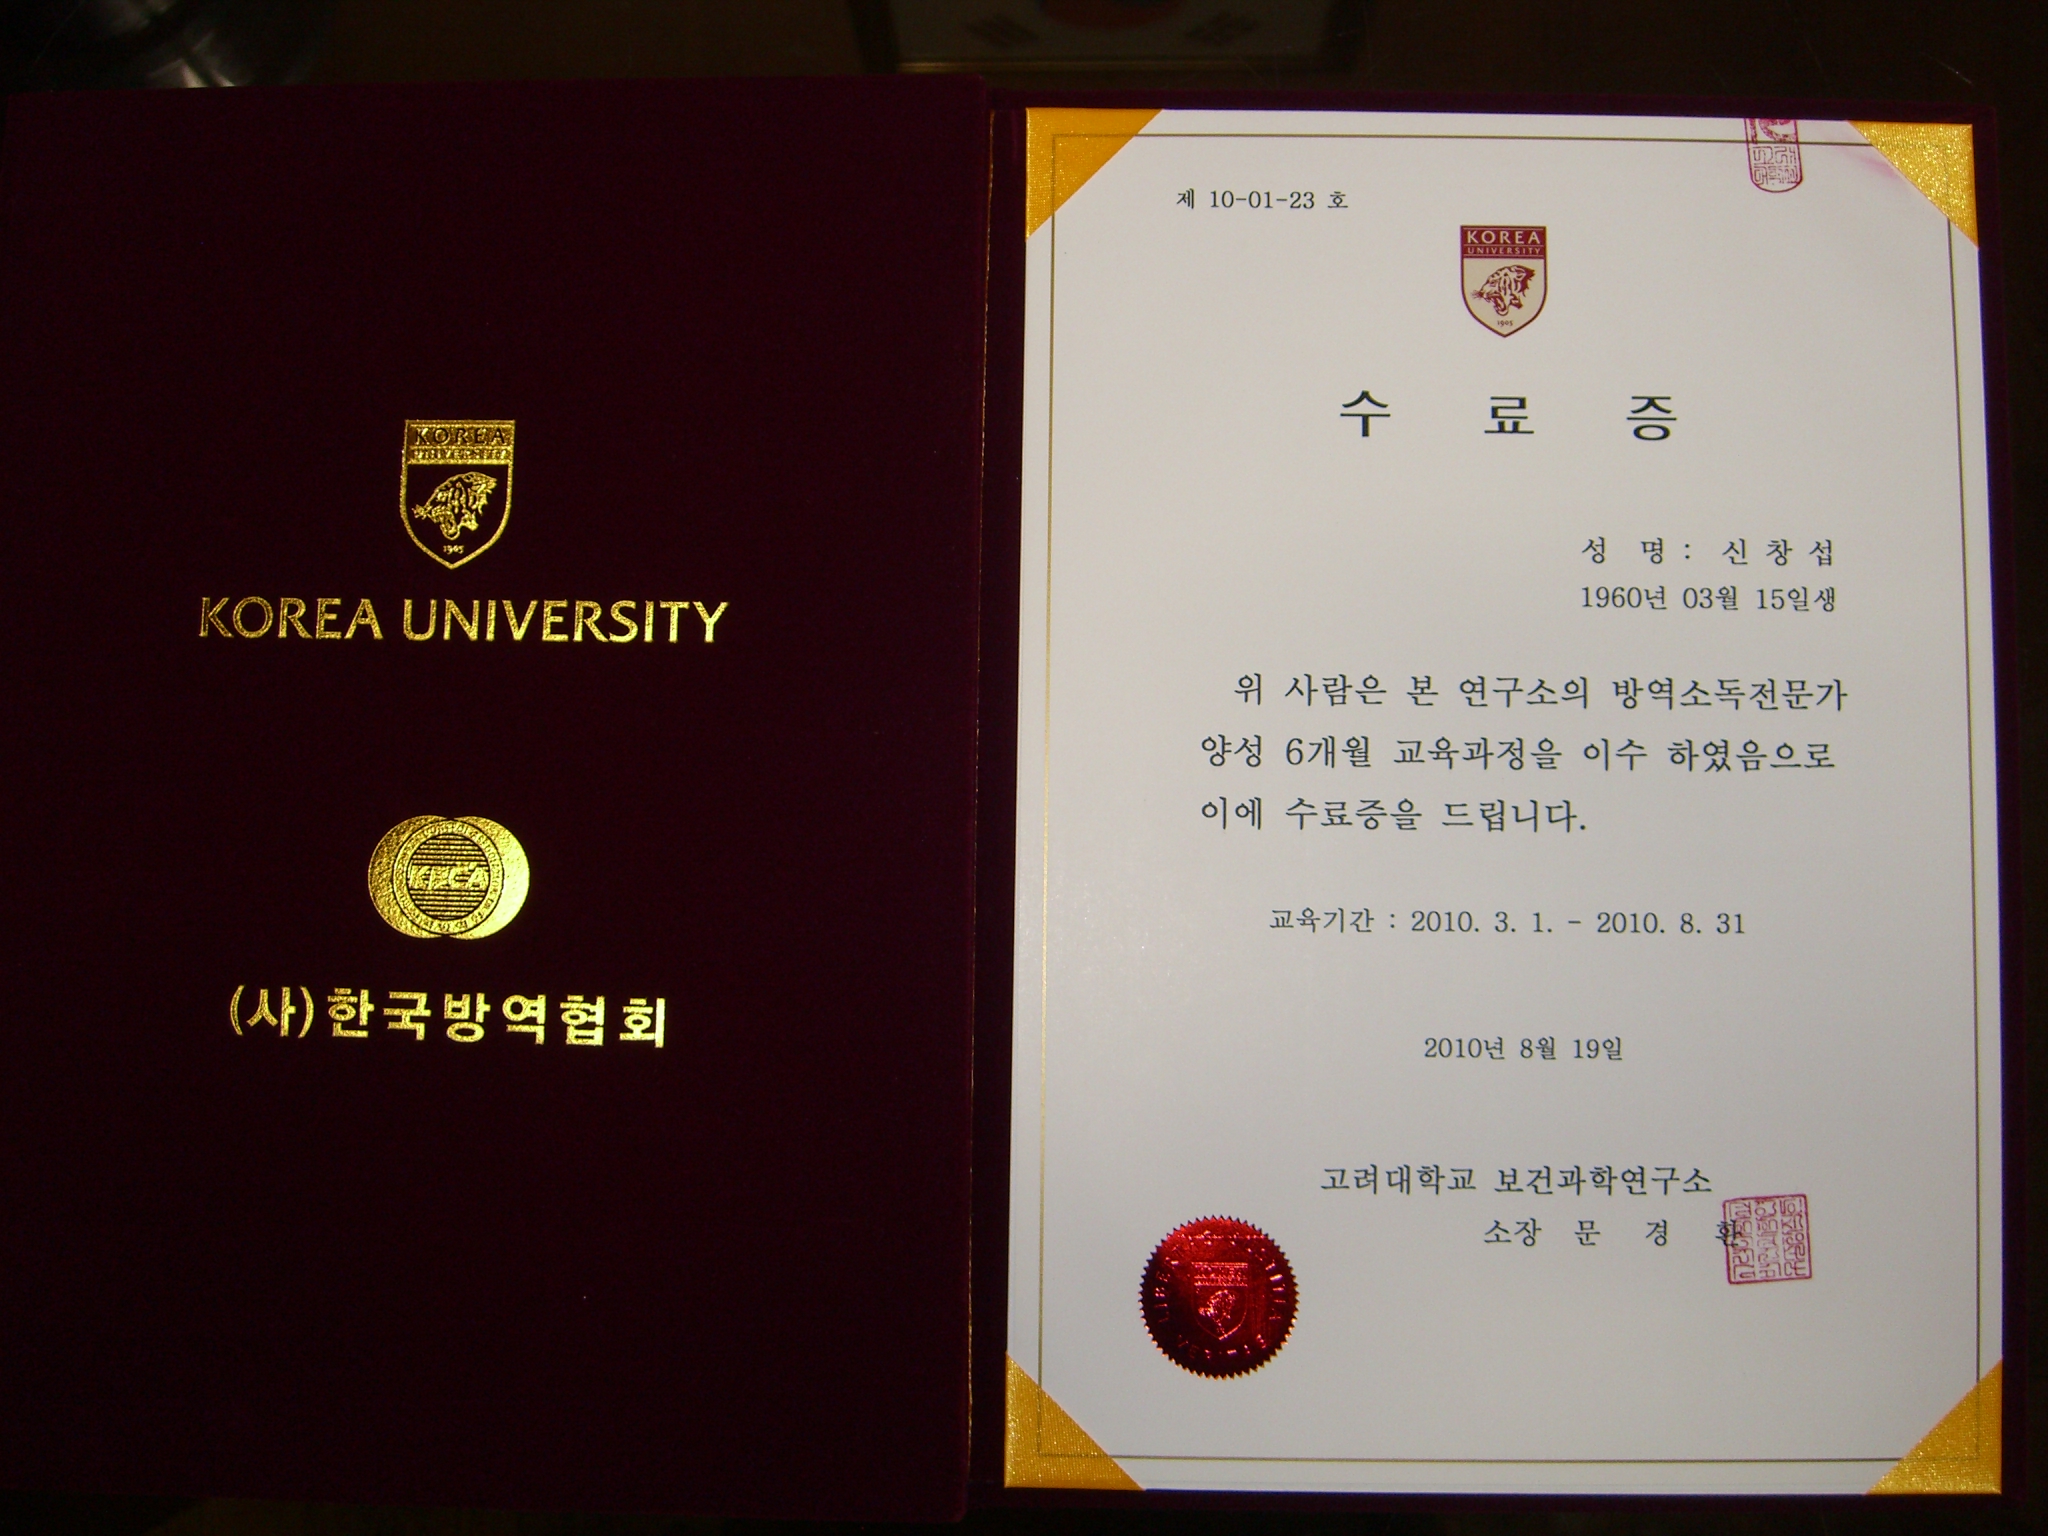 KOREA
UNIVERSITY
1905
KOREA UNIVERSITY
(사)한국방역협회
제 10-01-23 호
KOREA
UNIVERSITY
1905
수 료 증
성 명 : 신 창 섭
1960년 03월 15일생
위 사람은 본 연구소의 방역소독전문가
양성 6개월 교육과정을 이수 하였음으로
이에 수료증을 드립니다.
교육기간 : 2010. 3. 1. - 2010. 8. 31
2010년 8월 19일
고려대학교 보건과학연구소
소장 문 경 환